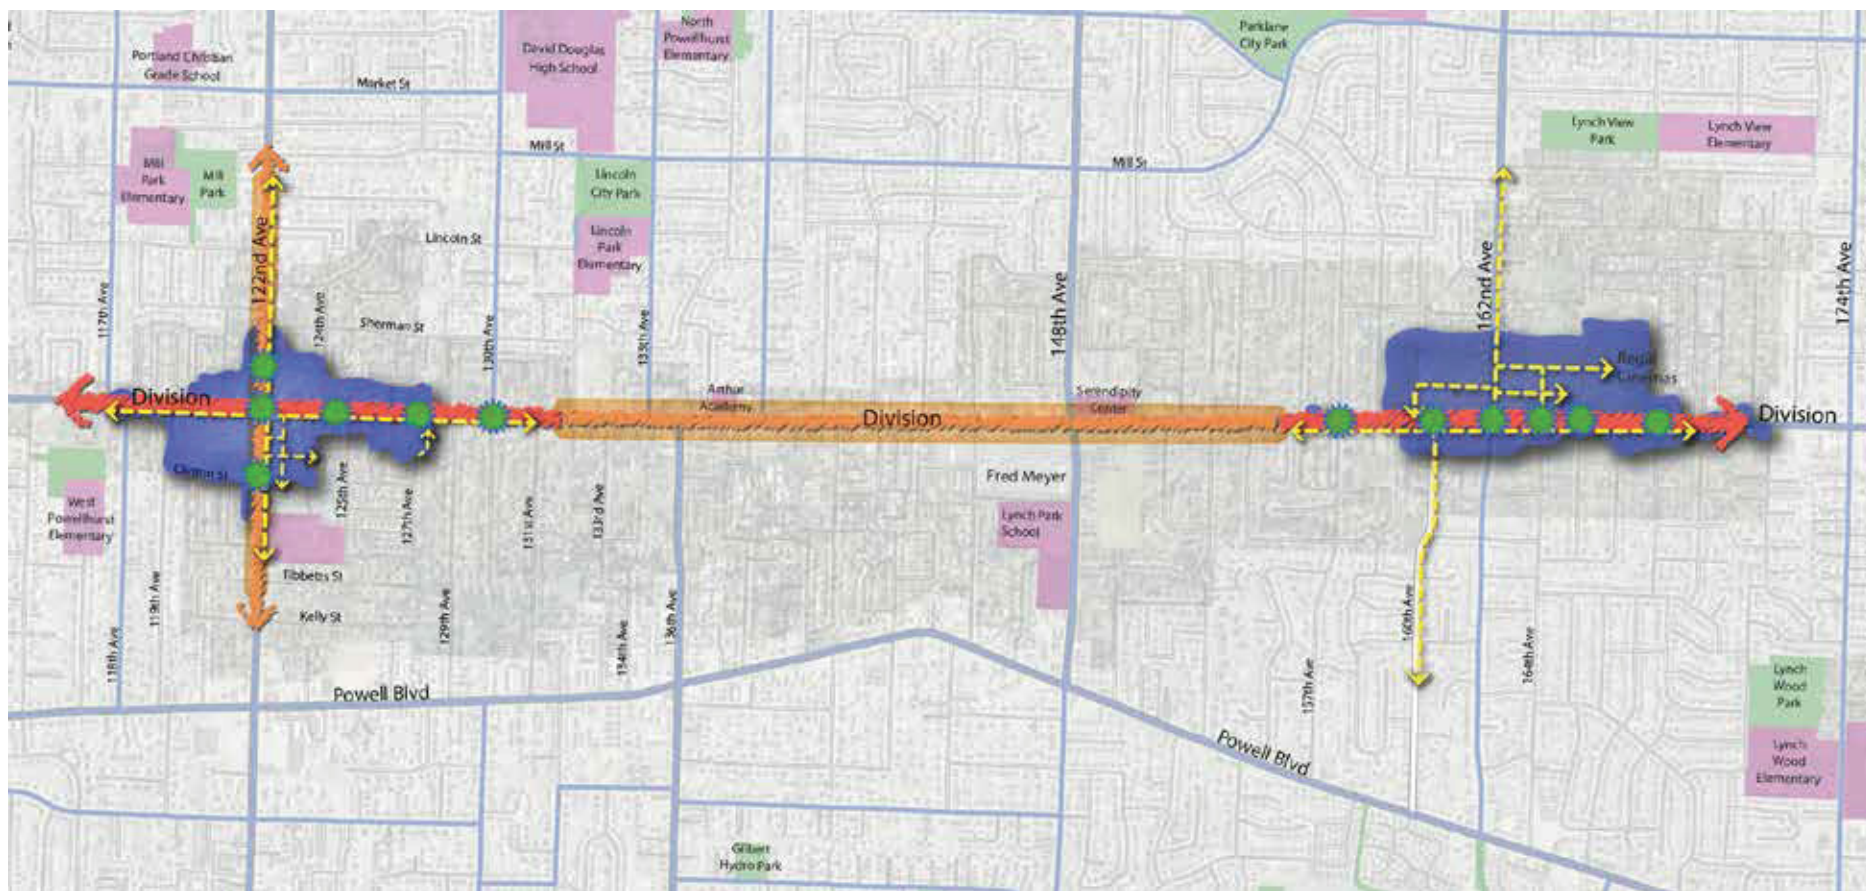 Portland Christian
Grade School
Market St
David Douglas
High School
North
Powellhurst
Elementary
Parklane
City Park
Mill
Park
Elementary
Mill
Park
Mill St
Lincoln
City Park
Mill St
Lynch View
Park
Lynch View
Elementary
122nd Ave
Lincoln St
Lincoln
Park
Elementary
117th Ave
124th Ave
Sherman St
130th Ave
135th Ave
148th Ave
162nd Ave
174th Ave
Regal
Cinemas
Division
Arthur
Academy
Division
Serendipity
Center
Division
Clinton St
West
Powellhurst
Elementary
125th Ave
127th Ave
131st Ave
133rd Ave
Fred Meyer
Lynch Park
School
Tibbetts St
Kelly St
119th Ave
118th Ave
129th Ave
134th Ave
136th Ave
160th Ave
157th Ave
164th Ave
Powell Blvd
Powell Blvd
Lynch
Wood
Park
Lynch
Wood
Elementary
Gilbert
Hydro Park